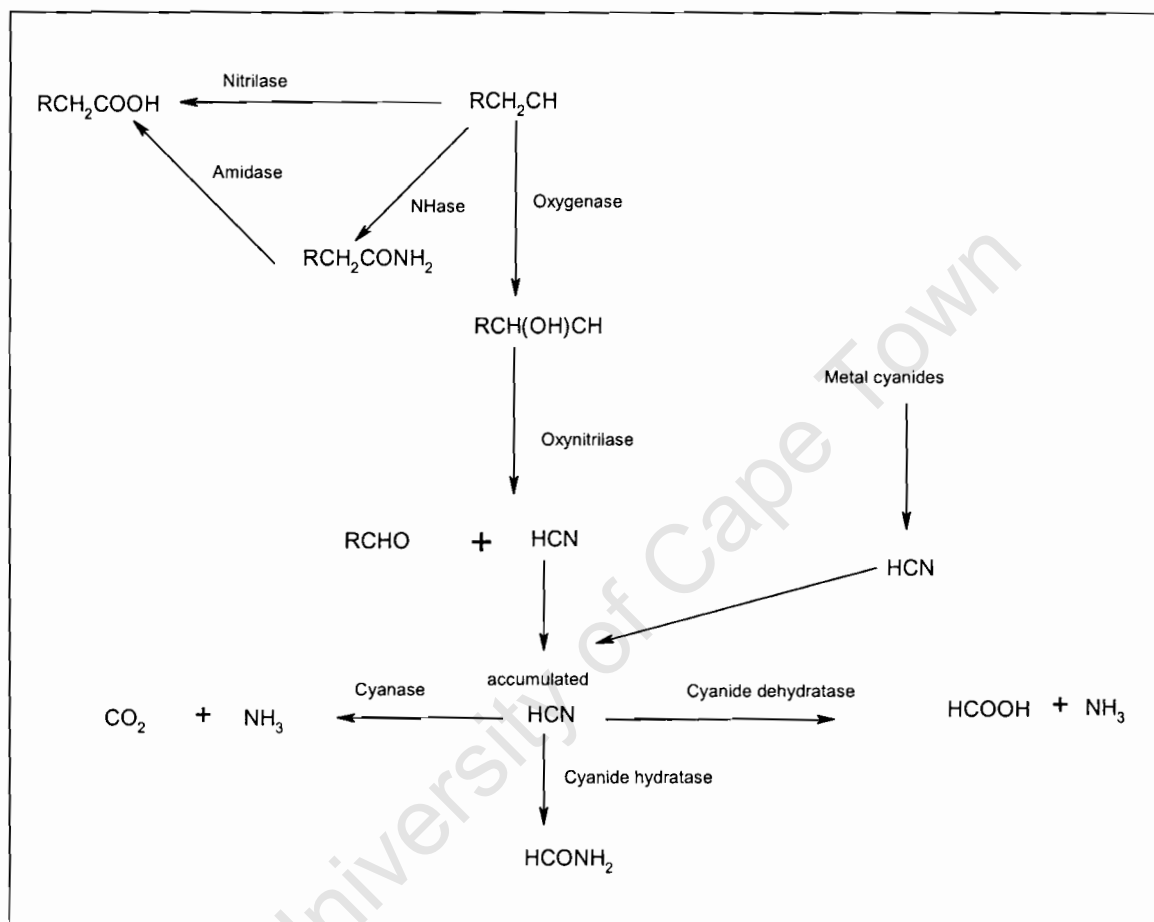 Nitrilase
RCH₂COOH RCH₂CH
Amidase
NHase Oxygenase
RCH₂CONH₂
RCH(OH)CH
Metal cyanides
Oxynitrilase
RCHO + HCN
HCN
accumulated
Cyanase Cyanide dehydratase
CO₂ + NH₃ HCN HCOOH + NH₃
Cyanide hydratase
HCONH₂
University of Cape Town